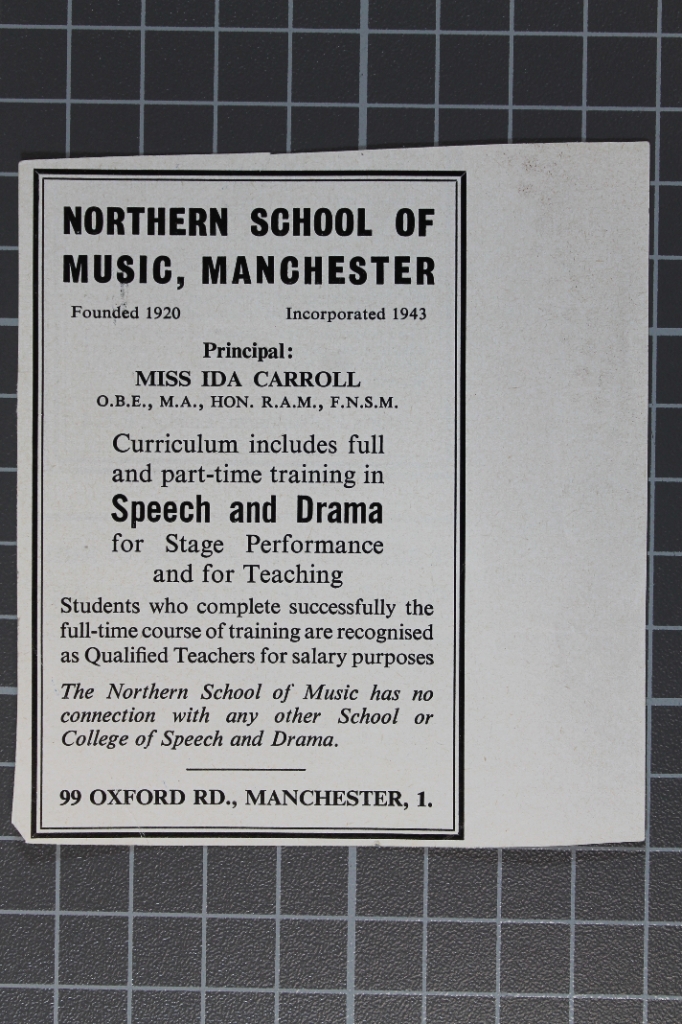 NORTHERN SCHOOL OF
MUSIC, MANCHESTER
Founded 1920 Incorporated 1943
Principal:
MISS IDA CARROLL
O.B.E., M.A., HON. R.A.M., F.N.S.M.
Curriculum includes full
and part-time training in
Speech and Drama
for Stage Performance
and for Teaching
Students who complete successfully the
full-time course of training are recognised
as Qualified Teachers for salary purposes
The Northern School of Music has no
connection with any other School or
College of Speech and Drama.
99 OXFORD RD., MANCHESTER, 1.